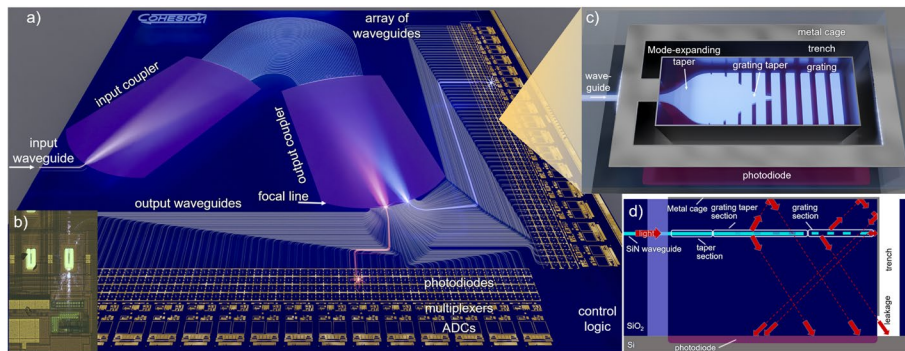 a)
COHESION
array of
waveguides
input coupler
output coupler
input
waveguide
focal line
output waveguides
photodiodes
multiplexers
ADCs
control
logic
b)
c)
metal cage
trench
Mode-expanding
taper
grating taper
grating
wave-
guide
photodiode
d)
Metal cage
grating taper
section
grating
section
light
SiN waveguide
taper
section
trench
leakage
SiO2
Si
photodiode